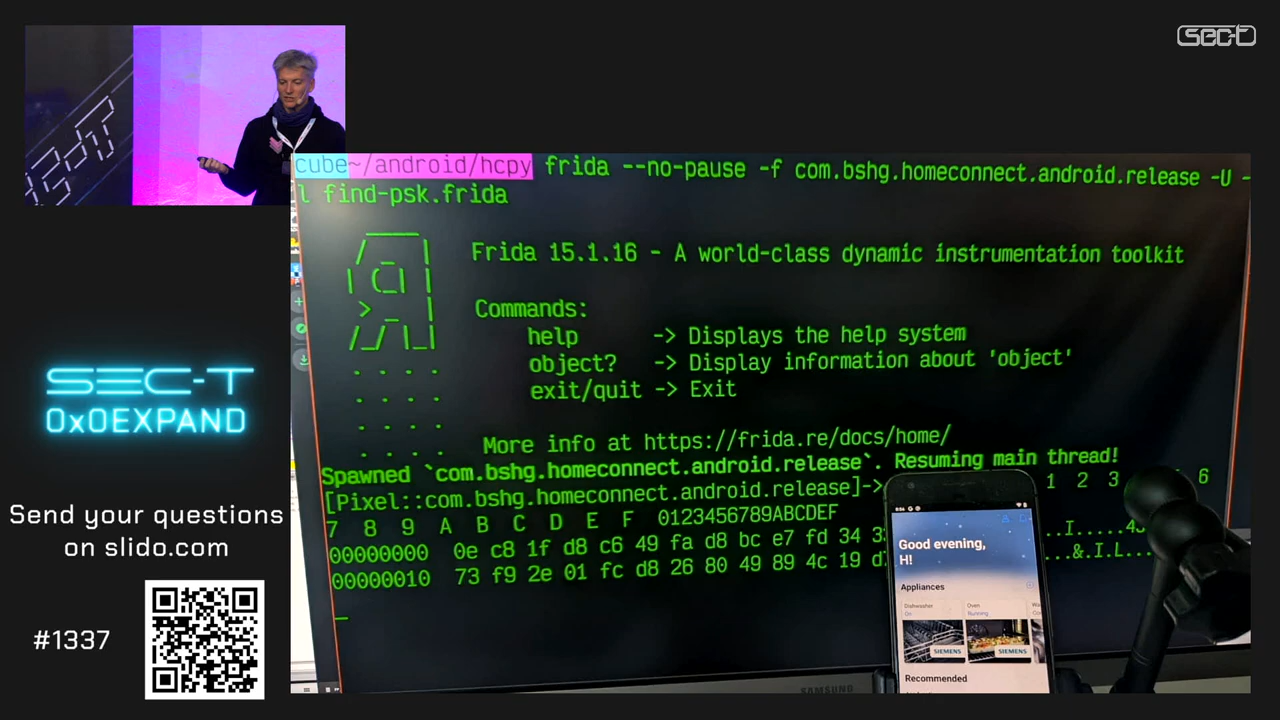 SEC-T
cube~/android/hcpy frida --no-pause -f com.bshg.homeconnect.android.release -U -
l find-psk.frida
Frida 15.1.16 - A world-class dynamic instrumentation toolkit
Commands:
help -> Displays the help system
object? -> Display information about 'object'
exit/quit -> Exit
More info at https://frida.re/docs/home/
Spawned `com.bshg.homeconnect.android.release`. Resuming main thread!
[Pixel::com.bshg.homeconnect.android.release]-> 1 2 3 6
7 8 9 A B C D E F 0123456789ABCDEF
00000000 0e c8 1f d8 c6 49 fa d8 bc e7 fd 34 .I.....
00000010 73 f9 2e 01 fc d8 26 80 49 89 4c 19 .&.I.L...
Good evening,
H!
Appliances
Dishwasher
On
Oven
Running
SIEMENS
SIEMENS
Recommended
SAMSUNG
SEC-T
0x0EXPAND
Send your questions
on slido.com
#1337